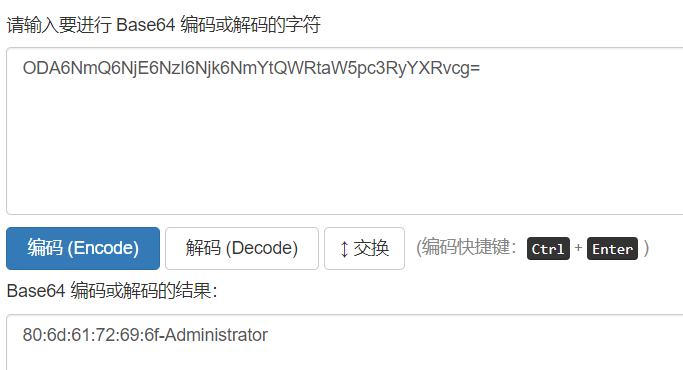 请输入要进行 Base64 编码或解码的字符
ODA6NmQ6NjE6NzI6Njk6NmYtQWRtaW5pc3RyYXRvcg=
编码 (Encode) 解码 (Decode) ↕ 交换 (编码快捷键： Ctrl + Enter )
Base64 编码或解码的结果：
80:6d:61:72:69:6f-Administrator